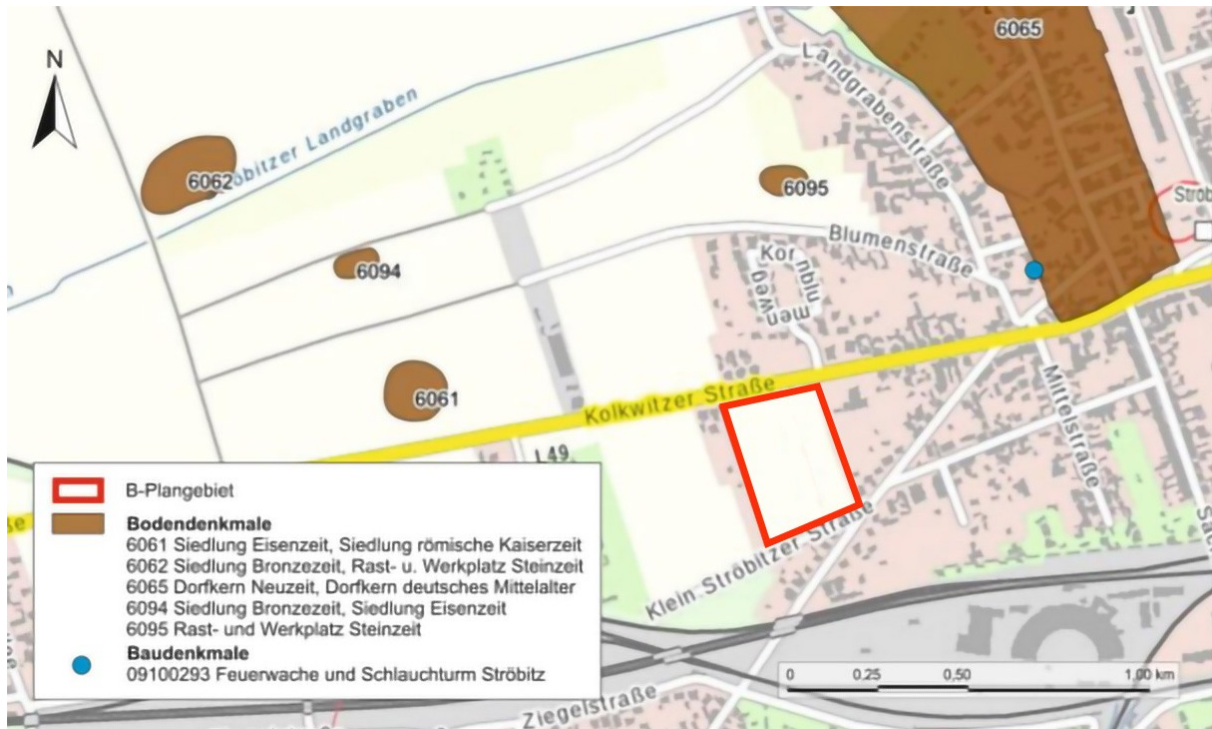 N
6065
Landgrabenstraße
Ströbitzer Landgraben
6062
6095
Ströb
Blumenstraße
6094
Kor nblu
men weg
6061
Kolkwitzer Straße
Mittelstraße
L49
Klein Ströbitzer Straße
B-Plangebiet
Bodendenkmale
6061 Siedlung Eisenzeit, Siedlung römische Kaiserzeit
6062 Siedlung Bronzezeit, Rast- u. Werkplatz Steinzeit
6065 Dorfkern Neuzeit, Dorfkern deutsches Mittelalter
6094 Siedlung Bronzezeit, Siedlung Eisenzeit
6095 Rast- und Werkplatz Steinzeit
Baudenkmale
09100293 Feuerwache und Schlauchturm Ströbitz
0 0,25 0,50 1,00 km
Ziegelstraße